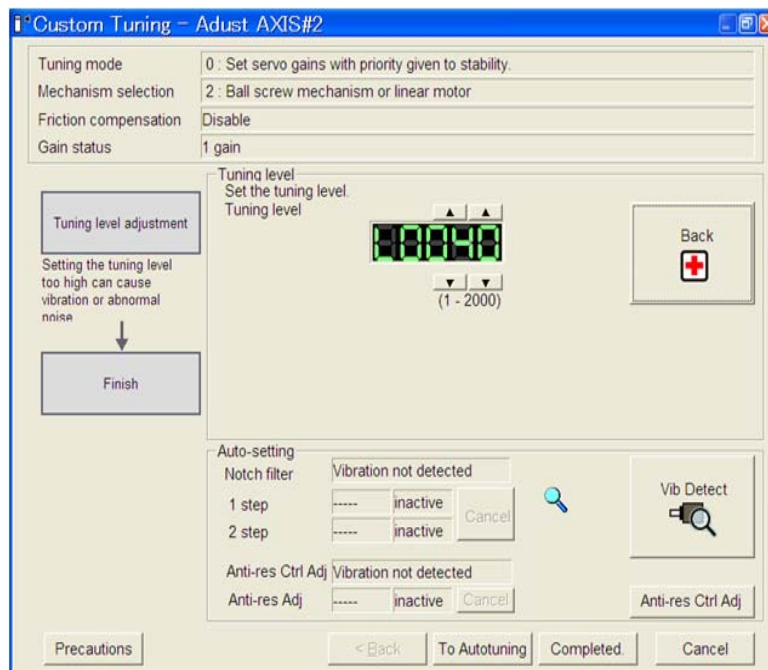 Custom Tuning - Adust AXIS#2
Tuning mode 0 : Set servo gains with priority given to stability.
Mechanism selection 2 : Ball screw mechanism or linear motor
Friction compensation Disable
Gain status 1 gain
Tuning level
Set the tuning level.
Tuning level
L0040
(1 - 2000)
Tuning level adjustment
Setting the tuning level
too high can cause
vibration or abnormal
noise
Finish
Back
Auto-setting
Notch filter Vibration not detected
1 step ----- inactive
2 step ----- inactive
Cancel
Anti-res Ctrl Adj Vibration not detected
Anti-res Adj ----- inactive Cancel
Vib Detect
Anti-res Ctrl Adj
Precautions < Back To Autotuning Completed. Cancel